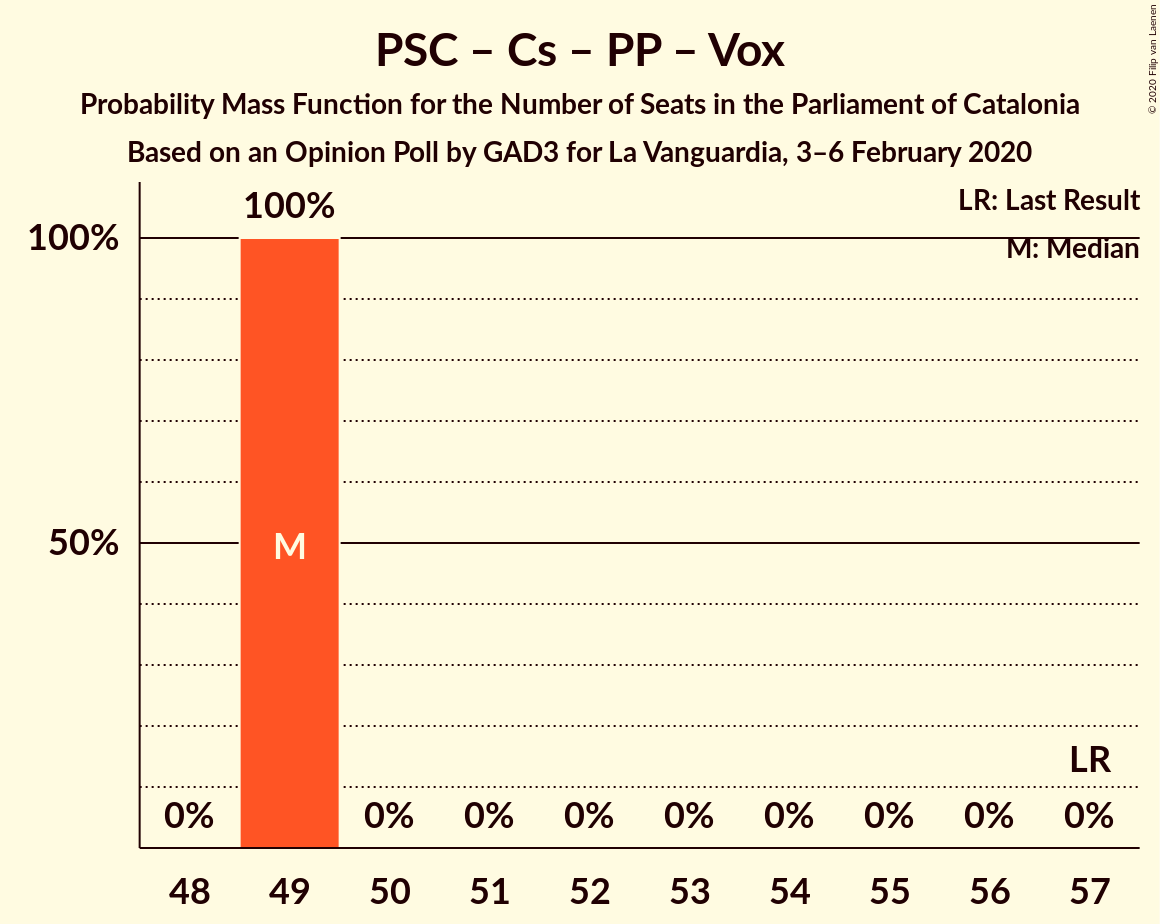 PSC – Cs – PP – Vox
Probability Mass Function for the Number of Seats in the Parliament of Catalonia
Based on an Opinion Poll by GAD3 for La Vanguardia, 3–6 February 2020
© 2020 Filip van Laenen
LR: Last Result
M: Median
100%
100%
50%
M
LR
0% 0% 0% 0% 0% 0% 0% 0% 0%
48 49 50 51 52 53 54 55 56 57